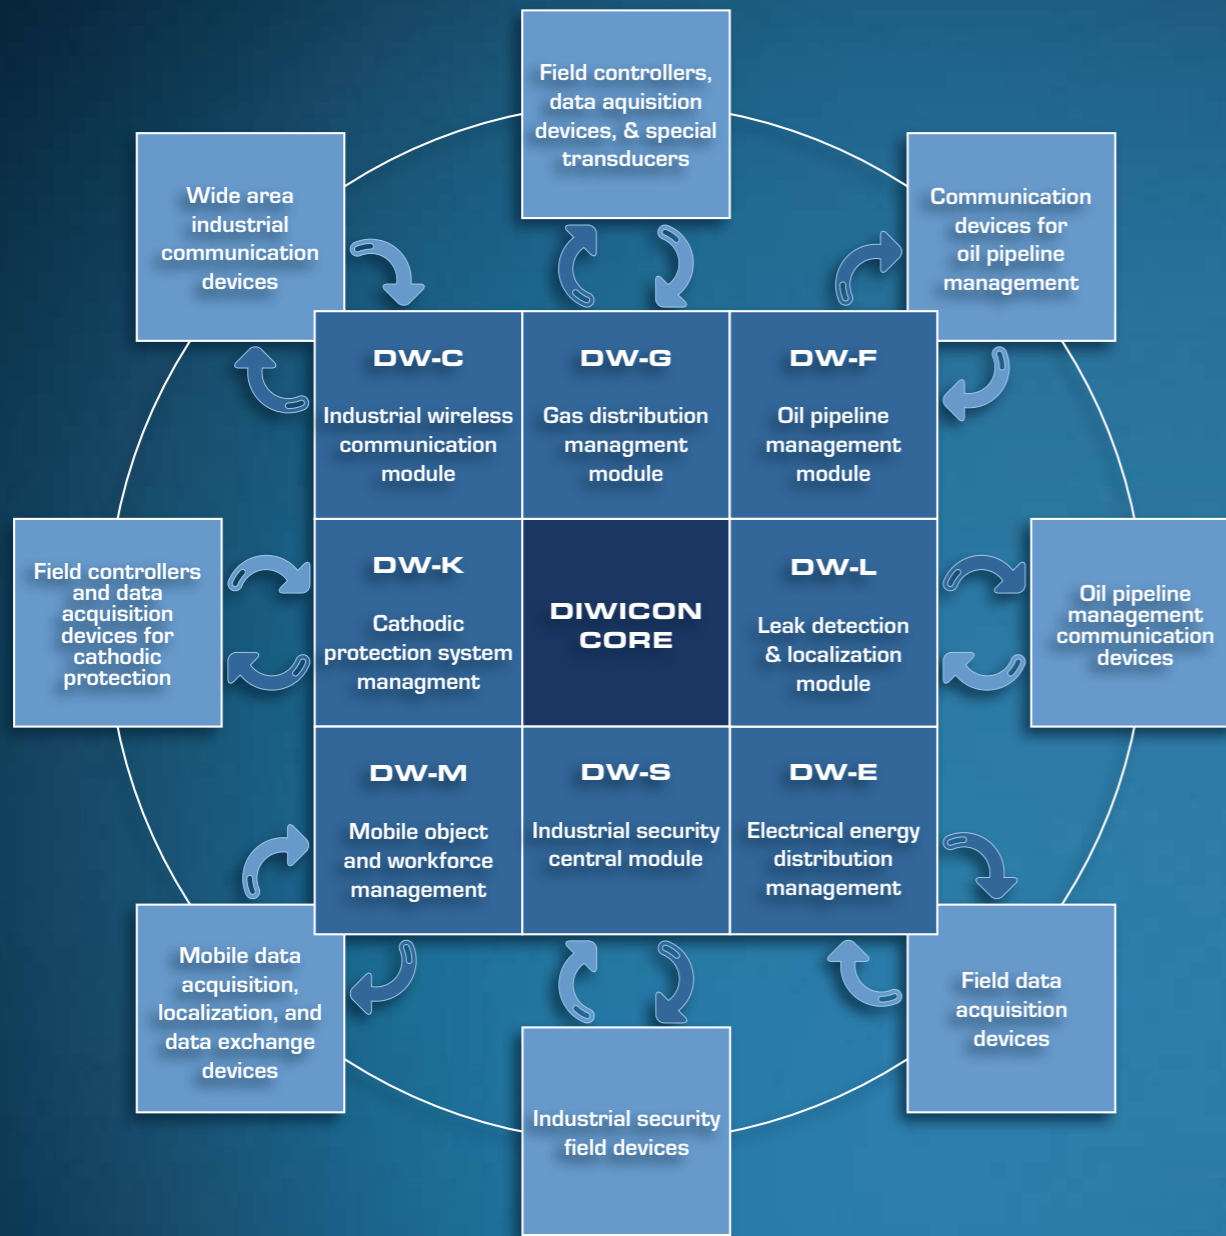 Field controllers,
data aquisition
devices, & special
transducers
Wide area
industrial
communication
devices
Communication
devices for
oil pipeline
management
DW-C
Industrial wireless
communication
module
DW-G
Gas distribution
managment
module
DW-F
Oil pipeline
management
module
Field controllers
and data
acquisition
devices for
cathodic
protection
DW-K
Cathodic
protection system
managment
DIWICON
CORE
DW-L
Leak detection
& localization
module
Oil pipeline
management
communication
devices
DW-M
Mobile object
and workforce
management
DW-S
Industrial security
central module
DW-E
Electrical energy
distribution
management
Mobile data
acquisition,
localization, and
data exchange
devices
Industrial security
field devices
Field data
acquisition
devices